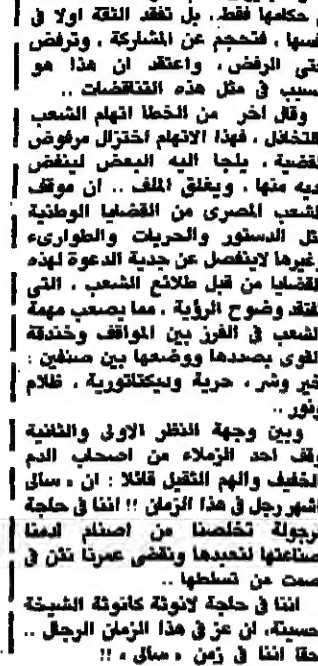 حكامها فقط. بل تفقد الثقة اولا في
نفسها ، فتحجم عن المشاركة ، وترفض
حتى الرفض ، واعتقد ان هذا هو
السبب في مثل هذه التناقضات ..
وقال اخر من الخطا اتهام الشعب
بالتخاذل ، فهذا الاتهام اختزال مرفوض
للقضية ، يلجا اليه البعض لينفض
يديه منها ، ويغلق الملف .. ان موقف
الشعب المصرى من القضايا الوطنية
مثل الدستور والحريات والطوارىء
وغيرها لاينفصل عن جدية الدعوة لهذه
القضايا من قبل طلائع الشعب ، التى
تفتقد وضوح الرؤية ، مما يصعب مهمة
الشعب في الفرز بين المواقف وخندقة
القوى بصددها ووضعها بين صنفين :
خير وشر ، حرية وديكتاتورية ، ظلام
ونور ..
وبين وجهة النظر الاولى والثانية
وقف احد الزملاء من اصحاب الدم
الخفيف والهم الثقيل قائلا : ان « سالى
اشهر رجل في هذا الزمان !! اننا في حاجة
لرجولة تخلصنا من اصنام ادمنا
صناعتها لنعبدها ونقضى عمرنا نئن في
صمت من تسلطها ..
اننا في حاجة لانوثة كانوثة الشيخة
حسينة، ان عز في هذا الزمان الرجال ..
حقا اننا في زمن « سالى » !!